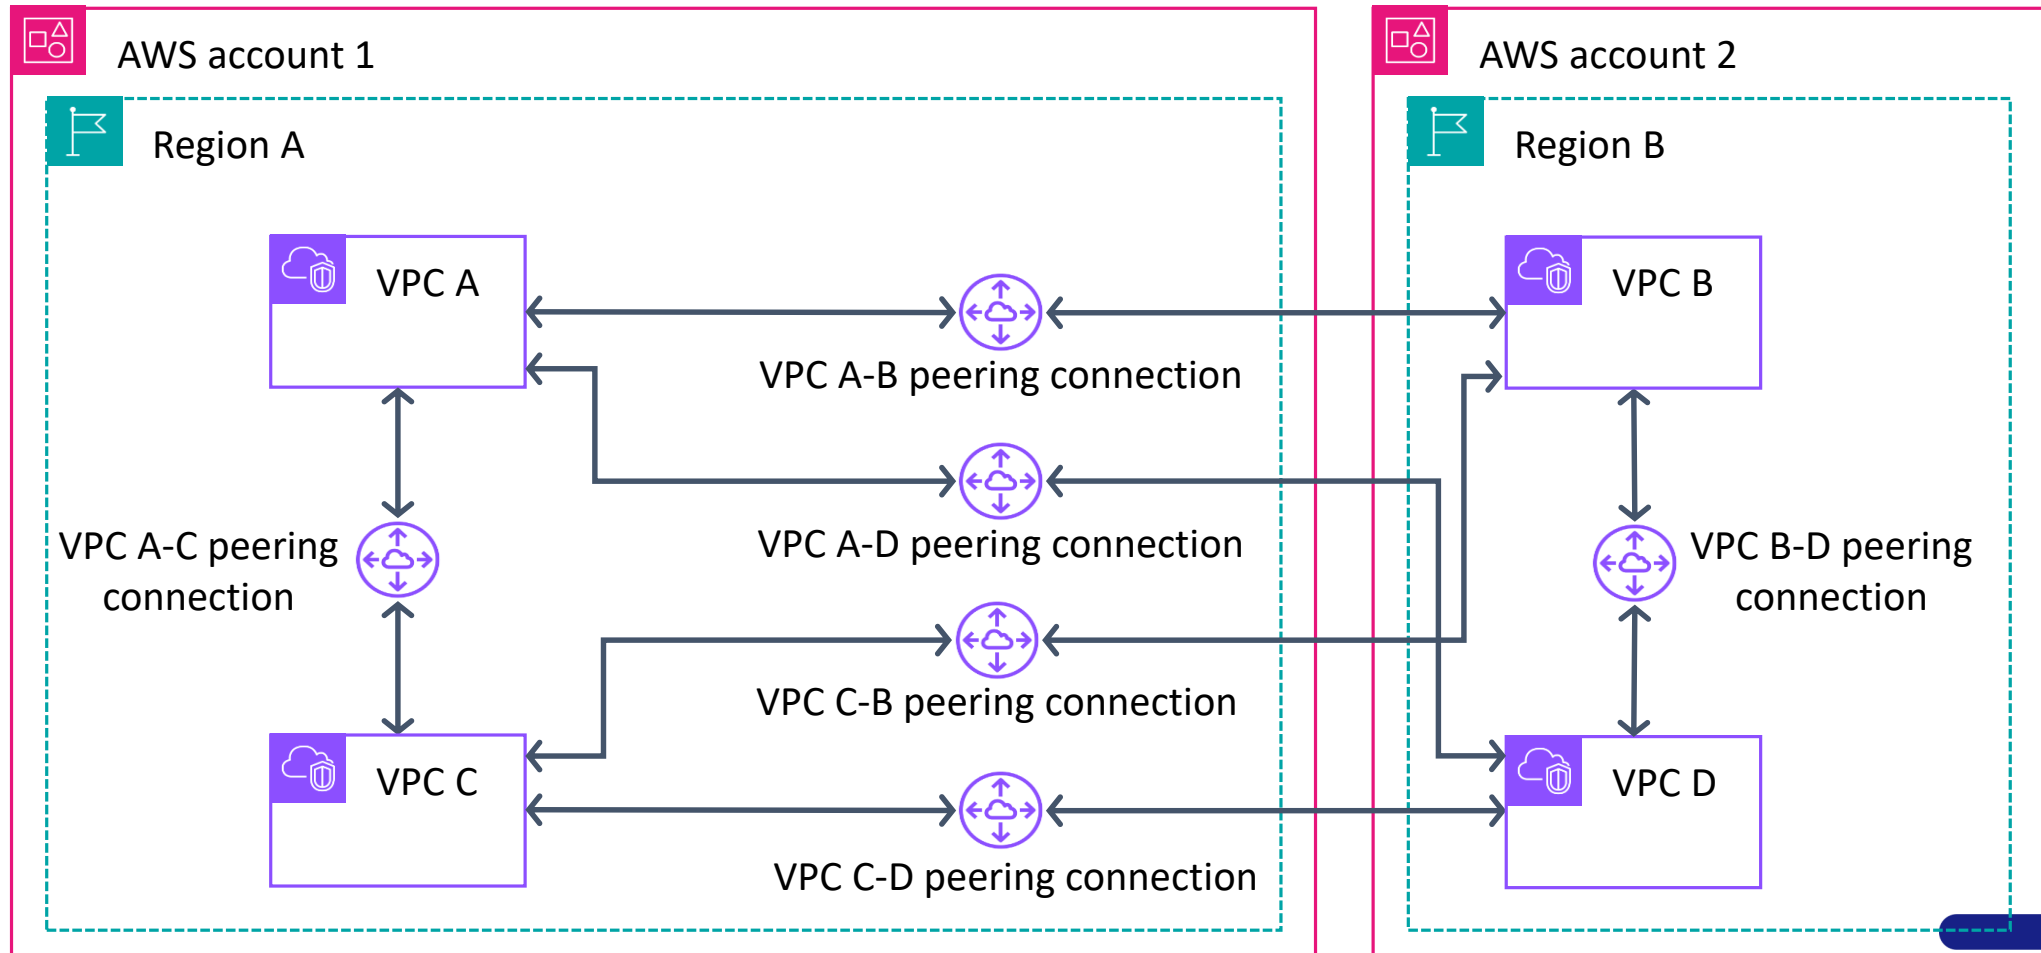 AWS account 1
AWS account 2
Region A
Region B
VPC A
VPC B
VPC A-B peering connection
VPC A-C peering
connection
VPC A-D peering connection
VPC B-D peering
connection
VPC C-B peering connection
VPC C
VPC D
VPC C-D peering connection